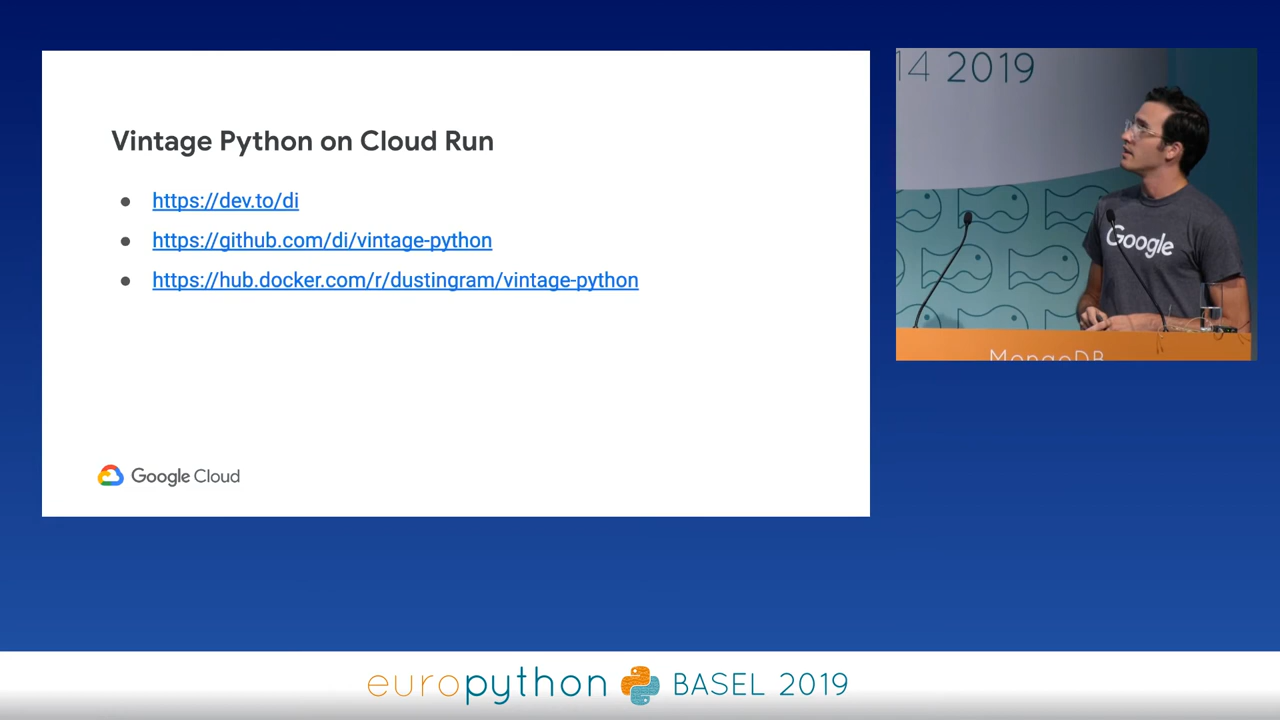 Vintage Python on Cloud Run
https://dev.to/di
https://github.com/di/vintage-python
https://hub.docker.com/r/dustingram/vintage-python
Google Cloud
14 2019
Google
MongoDB
europython BASEL 2019